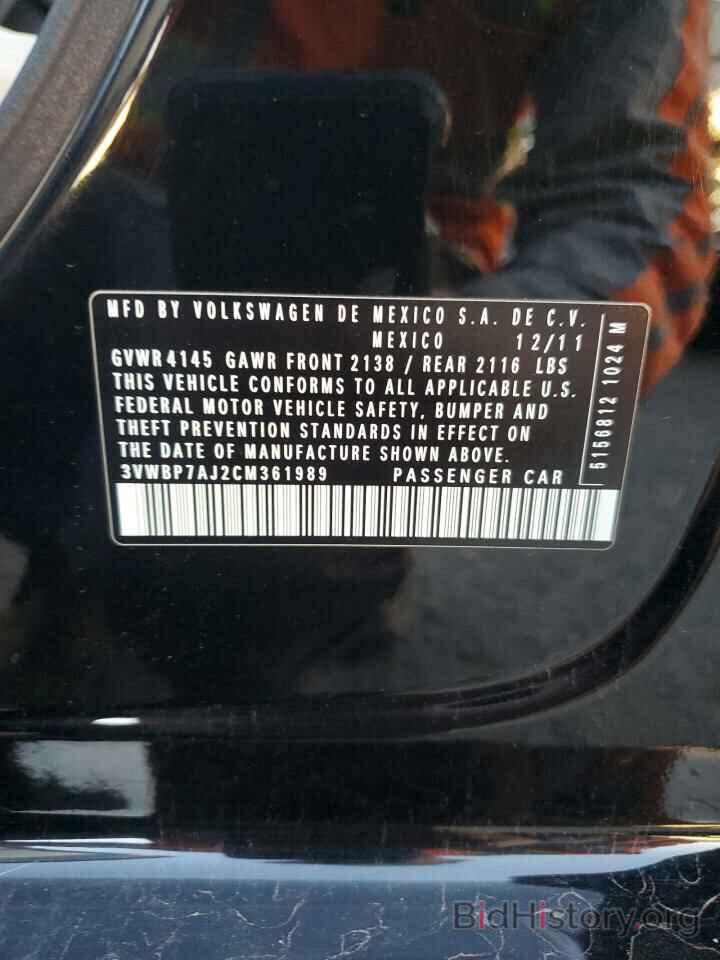 MFD BY VOLKSWAGEN DE MEXICO S.A. DE C.V.
MEXICO 12/11
GVWR 4145 GAWR FRONT 2138 / REAR 2116 LBS
THIS VEHICLE CONFORMS TO ALL APPLICABLE U.S.
FEDERAL MOTOR VEHICLE SAFETY, BUMPER AND
THEFT PREVENTION STANDARDS IN EFFECT ON
THE DATE OF MANUFACTURE SHOWN ABOVE.
3VWBP7AJ2CM361989 PASSENGER CAR
5156812 1024 M
BidHistory.org